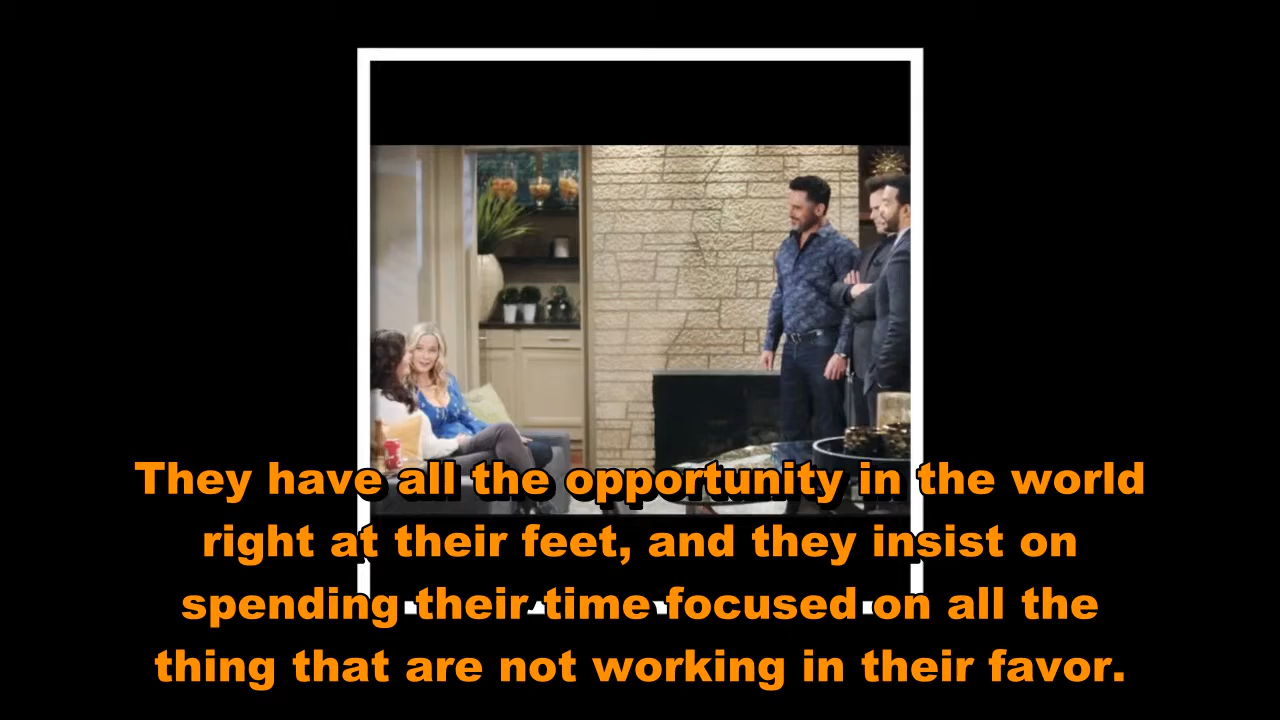 They have all the opportunity in the world
right at their feet, and they insist on
spending their time focused on all the
thing that are not working in their favor.